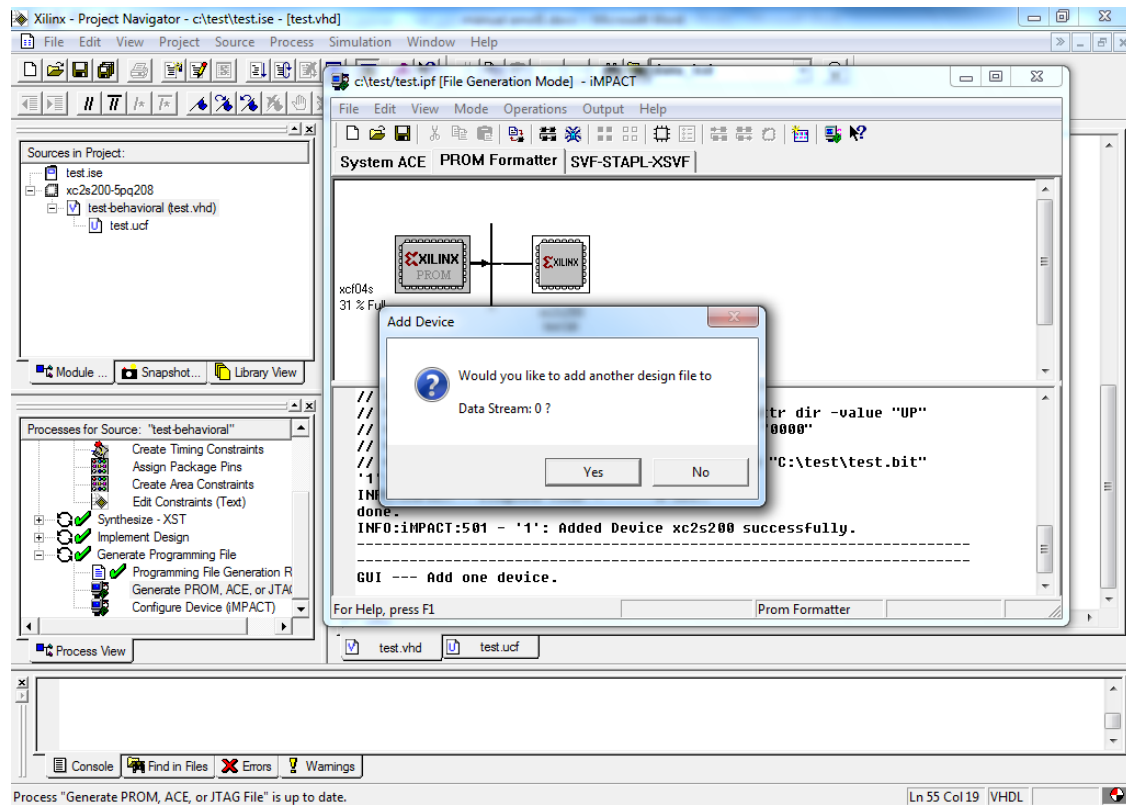 Xilinx - Project Navigator - c:\test\test.ise - [test.vhd]
File Edit View Project Source Process Simulation Window Help
c:\test/test.ipf [File Generation Mode] - iMPACT
File Edit View Mode Operations Output Help
System ACE PROM Formatter SVF-STAPL-XSVF
Sources in Project:
test.ise
xc2s200-5pq208
test-behavioral (test.vhd)
test.ucf
Module ... Snapshot... Library View
XILINX
PROM
XILINX
xcf04s
31 % Full
Add Device
Would you like to add another design file to
Data Stream: 0 ?
Yes No
//
// tr dir -value "UP"
// 0000"
//
// "C:\test\test.bit"
'1'
done.
INFO:iMPACT:501 - '1': Added Device xc2s200 successfully.
----------------------------------------------------------------------
----------------------------------------------------------------------
GUI --- Add one device.
For Help, press F1 Prom Formatter
Processes for Source: "test-behavioral"
Create Timing Constraints
Assign Package Pins
Create Area Constraints
Edit Constraints (Text)
Synthesize - XST
Implement Design
Generate Programming File
Programming File Generation R
Generate PROM, ACE, or JTAG
Configure Device (iMPACT)
Process View
test.vhd test.ucf
Console Find in Files Errors Warnings
Process "Generate PROM, ACE, or JTAG File" is up to date.
Ln 55 Col 19 VHDL